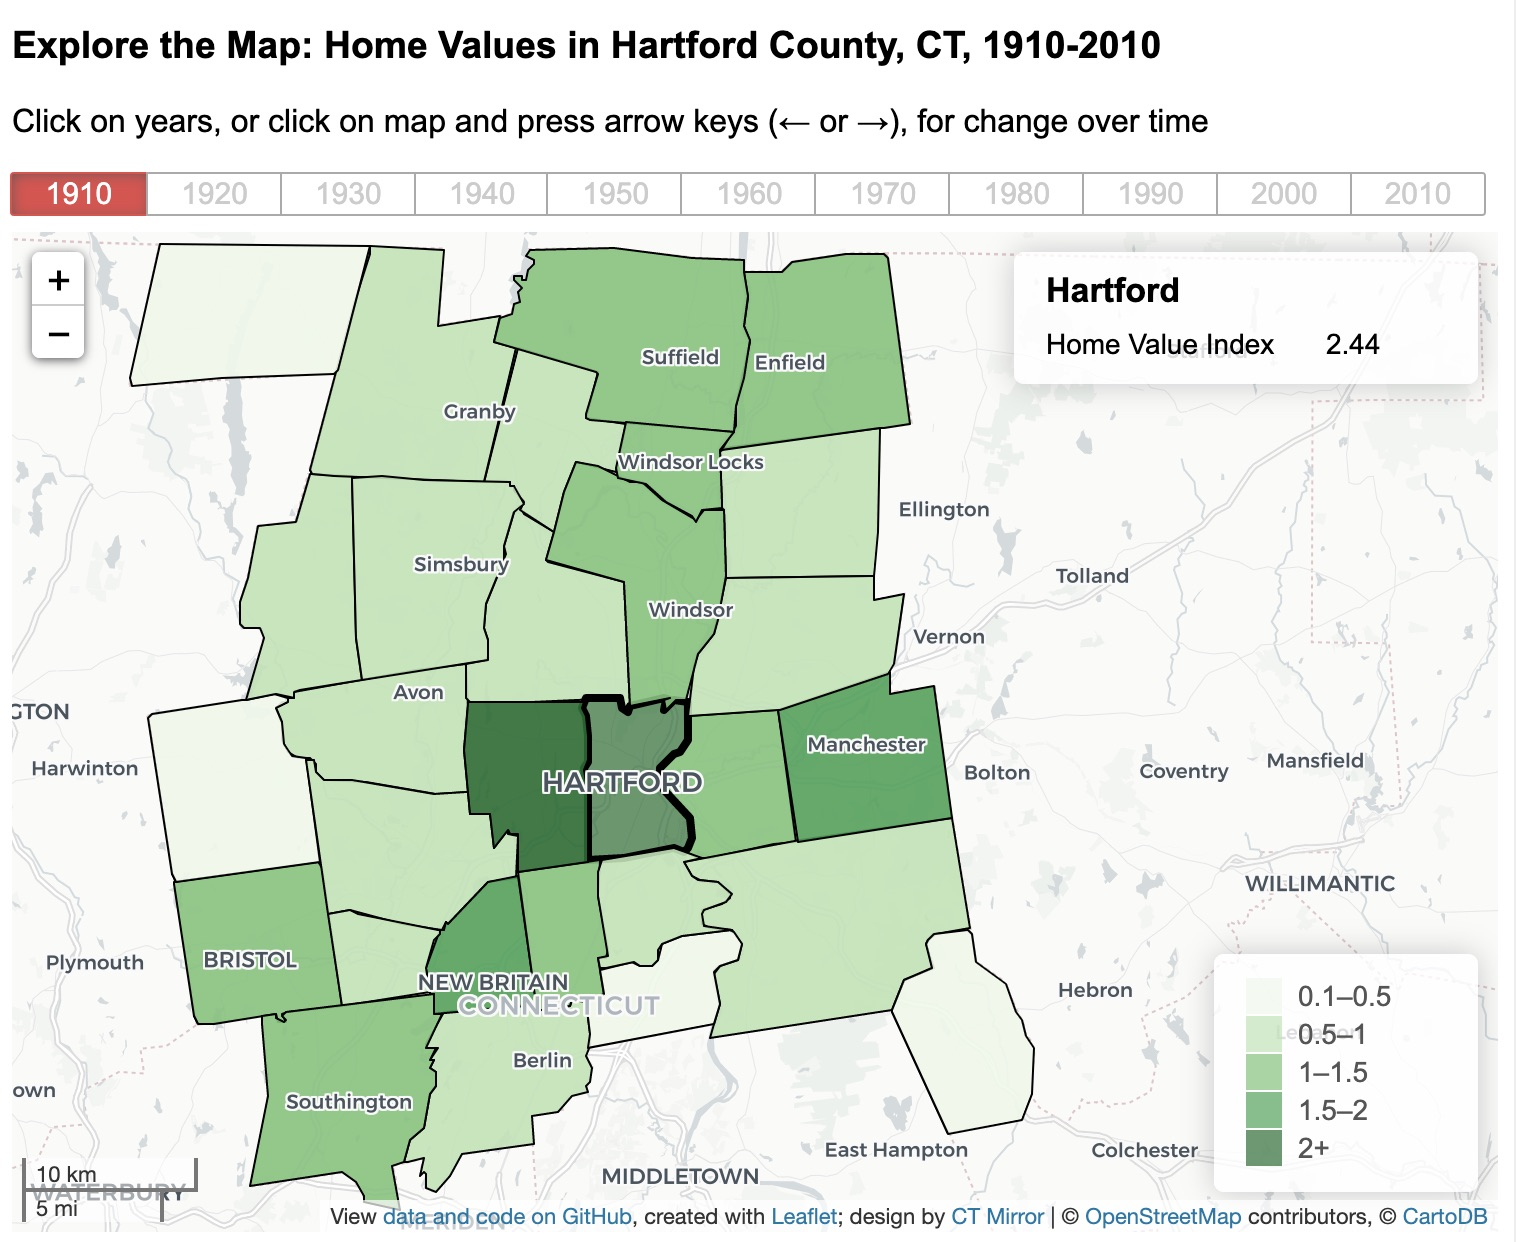 Explore the Map: Home Values in Hartford County, CT, 1910-2010
Click on years, or click on map and press arrow keys (← or →), for change over time
1910 1920 1930 1940 1950 1960 1970 1980 1990 2000 2010
+
−
Hartford
Home Value Index 2.44
Suffield
Enfield
Granby
Windsor Locks
Ellington
Simsbury
Tolland
Windsor
Vernon
Avon
GTON
Manchester
Harwinton
HARTFORD
Bolton
Coventry
Mansfield
WILLIMANTIC
BRISTOL
Plymouth
NEW BRITAIN
CONNECTICUT
Hebron
Berlin
own
Southington
East Hampton
Colchester
MIDDLETOWN
0.1–0.5
0.5–1
1–1.5
1.5–2
2+
10 km
WATERBURY
5 mi
MERIDEN
View data and code on GitHub, created with Leaflet; design by CT Mirror | © OpenStreetMap contributors, © CartoDB